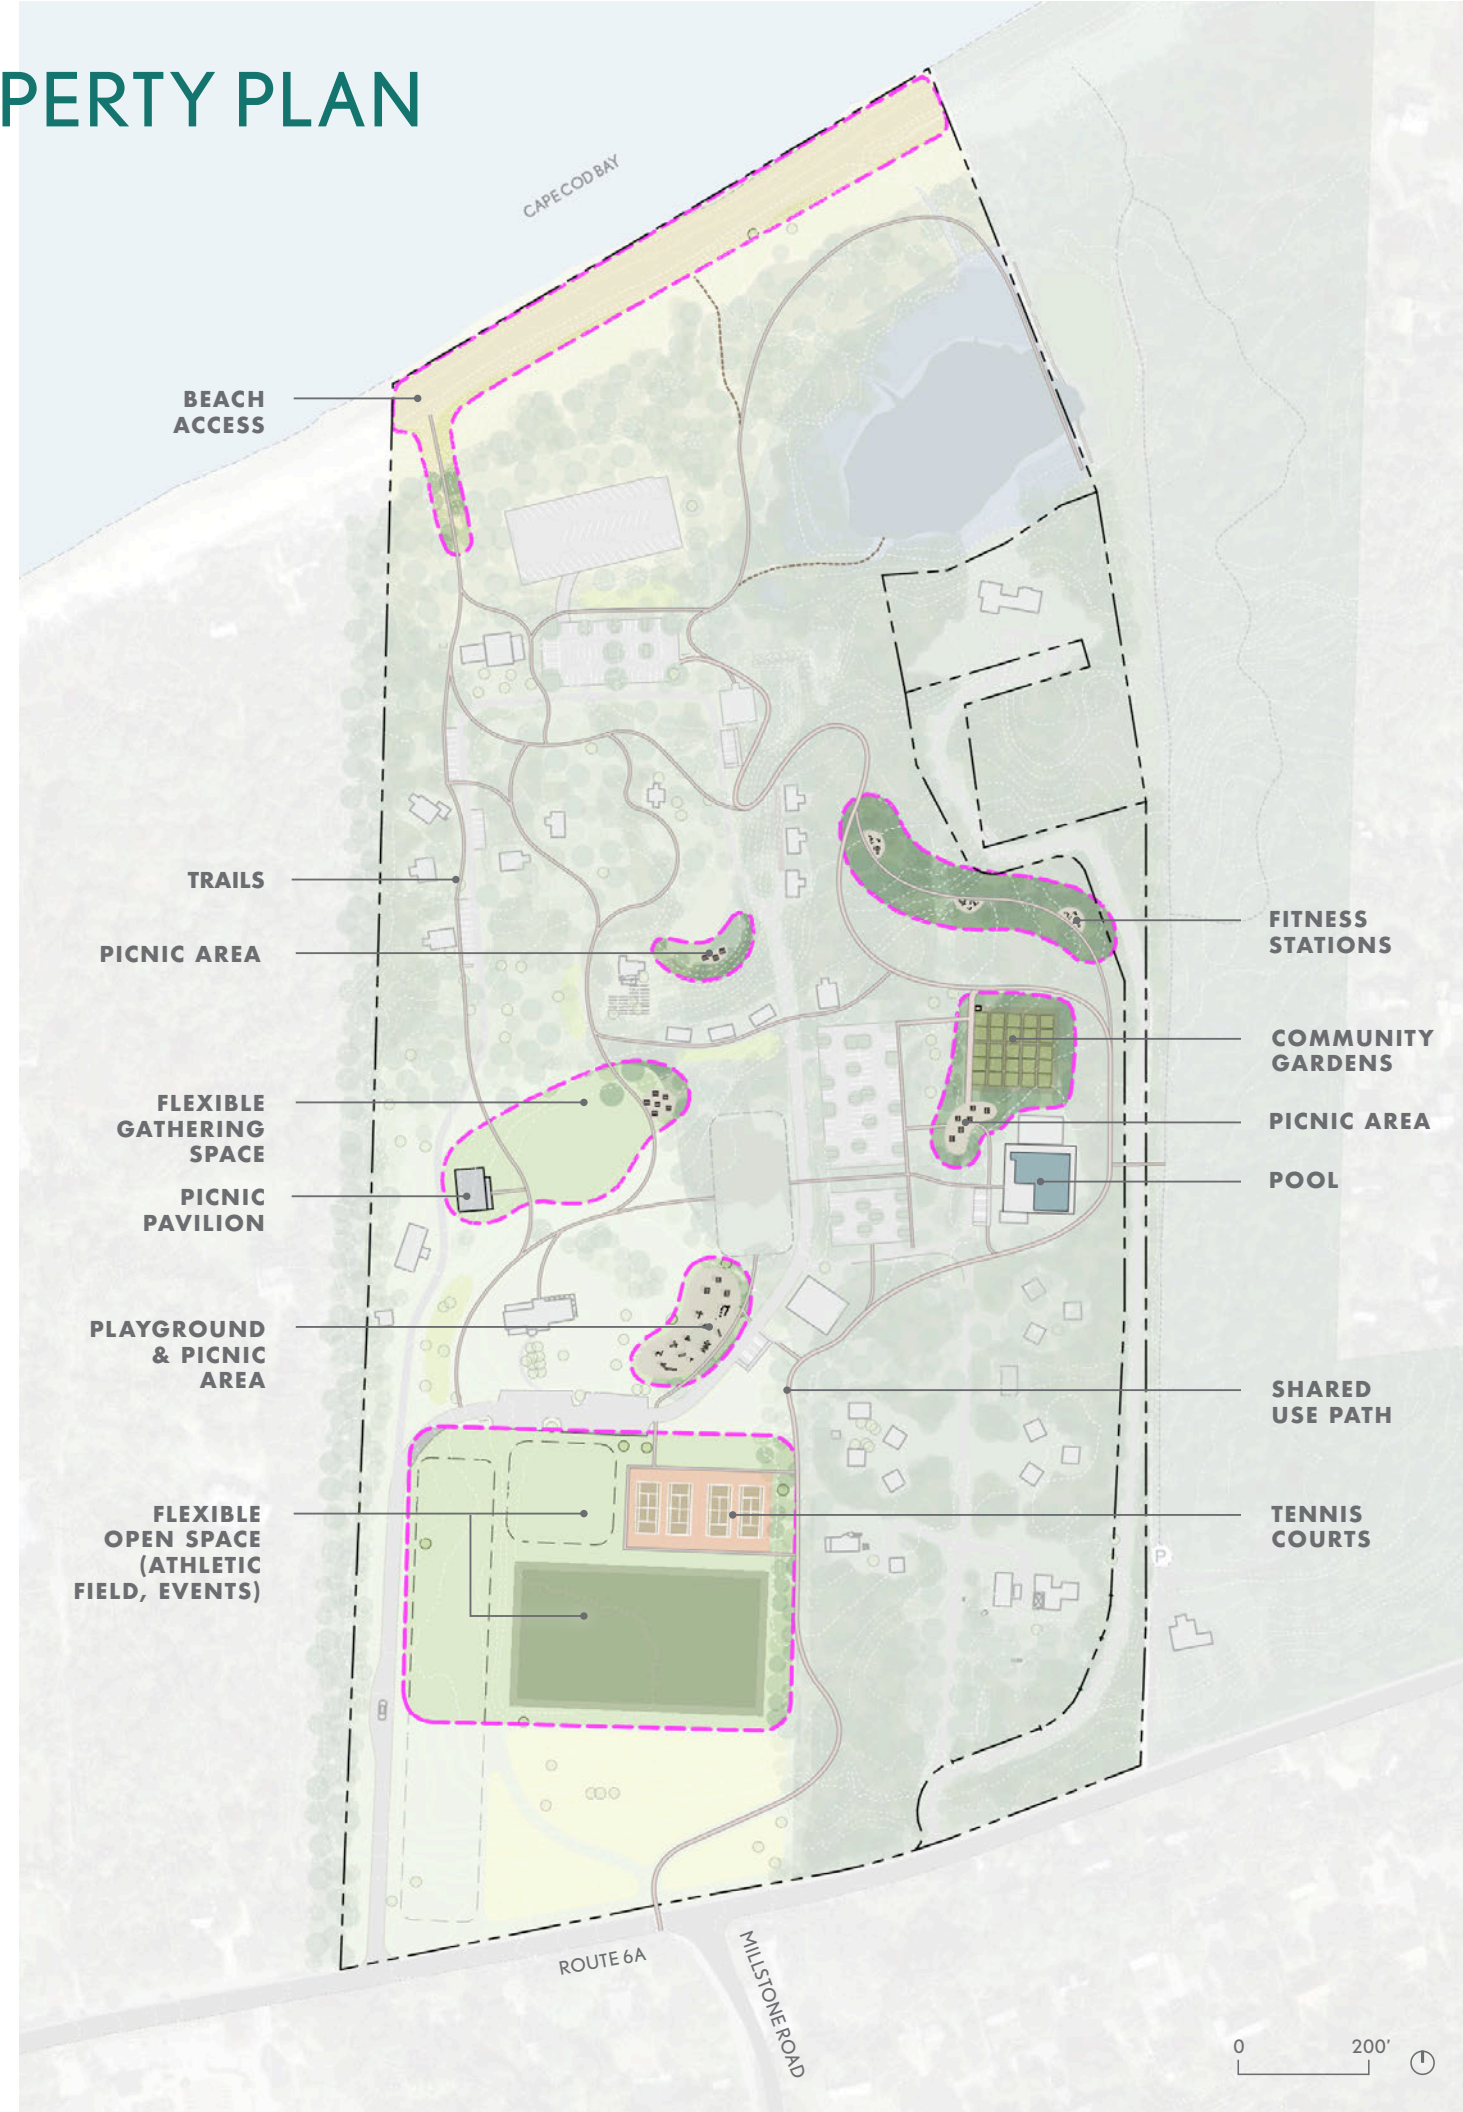 PERTY PLAN
CAPE COD BAY
BEACH
ACCESS
TRAILS
PICNIC AREA
FITNESS
STATIONS
COMMUNITY
GARDENS
FLEXIBLE
GATHERING
SPACE
PICNIC AREA
POOL
PICNIC
PAVILION
PLAYGROUND
& PICNIC
AREA
SHARED
USE PATH
FLEXIBLE
OPEN SPACE
(ATHLETIC
FIELD, EVENTS)
TENNIS
COURTS
P
ROUTE 6A
MILLSTONE ROAD
0 200'